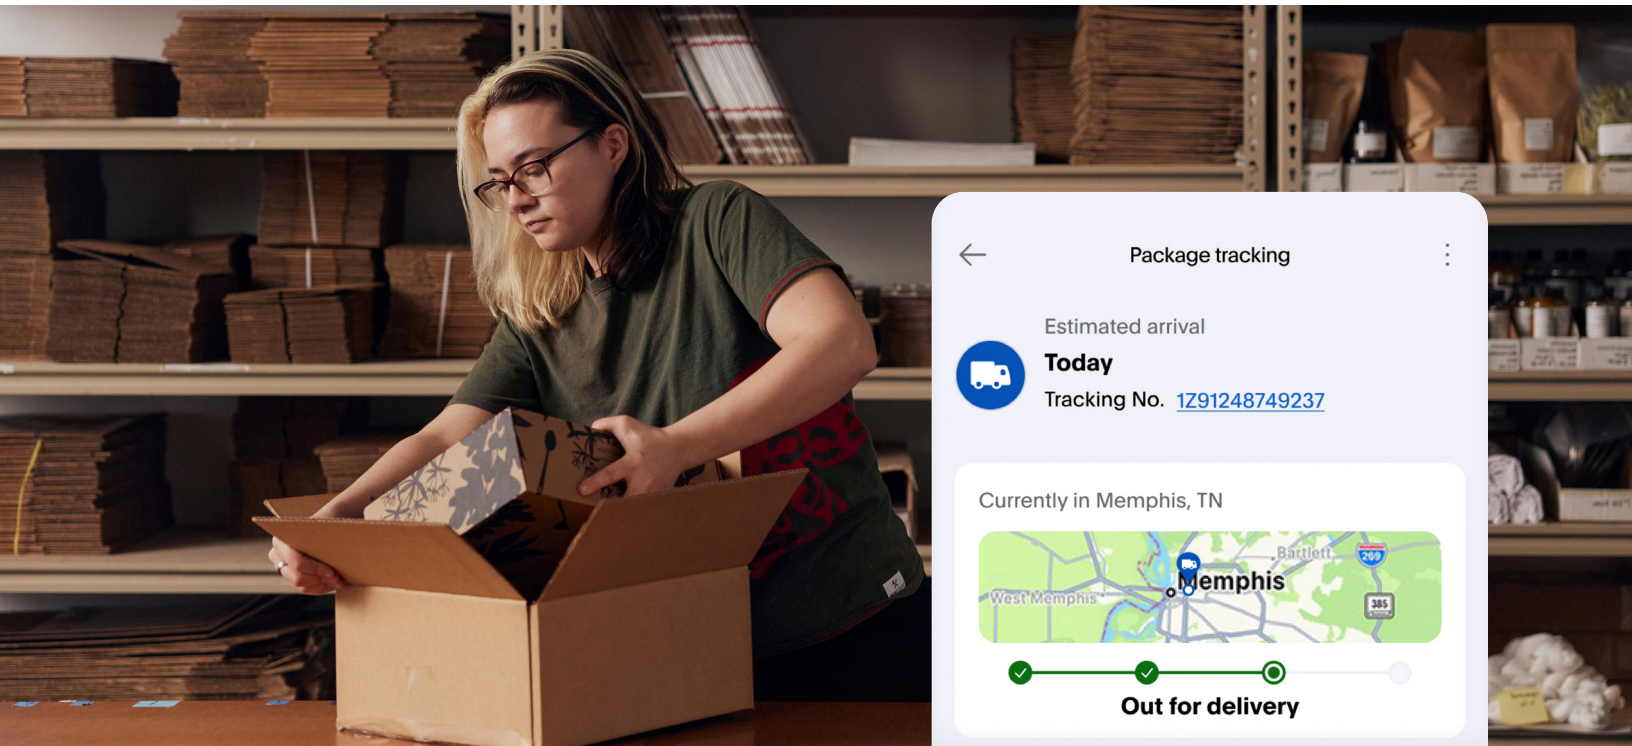 Package tracking
Estimated arrival
Today
Tracking No. 1Z91248749237
Currently in Memphis, TN
Bartlett
269
Memphis
West Memphis
385
Out for delivery